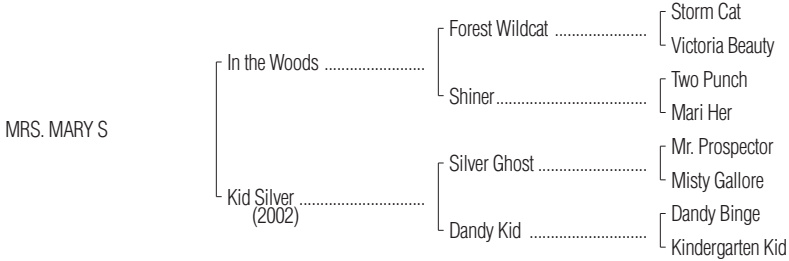 Storm Cat
Forest Wildcat ......................
Victoria Beauty
In the Woods ........................
Two Punch
Shiner....................................
Mari Her
MRS. MARY S
Mr. Prospector
Silver Ghost ..........................
Misty Gallore
Kid Silver ..............................
(2002)
Dandy Binge
Dandy Kid ............................
Kindergarten Kid